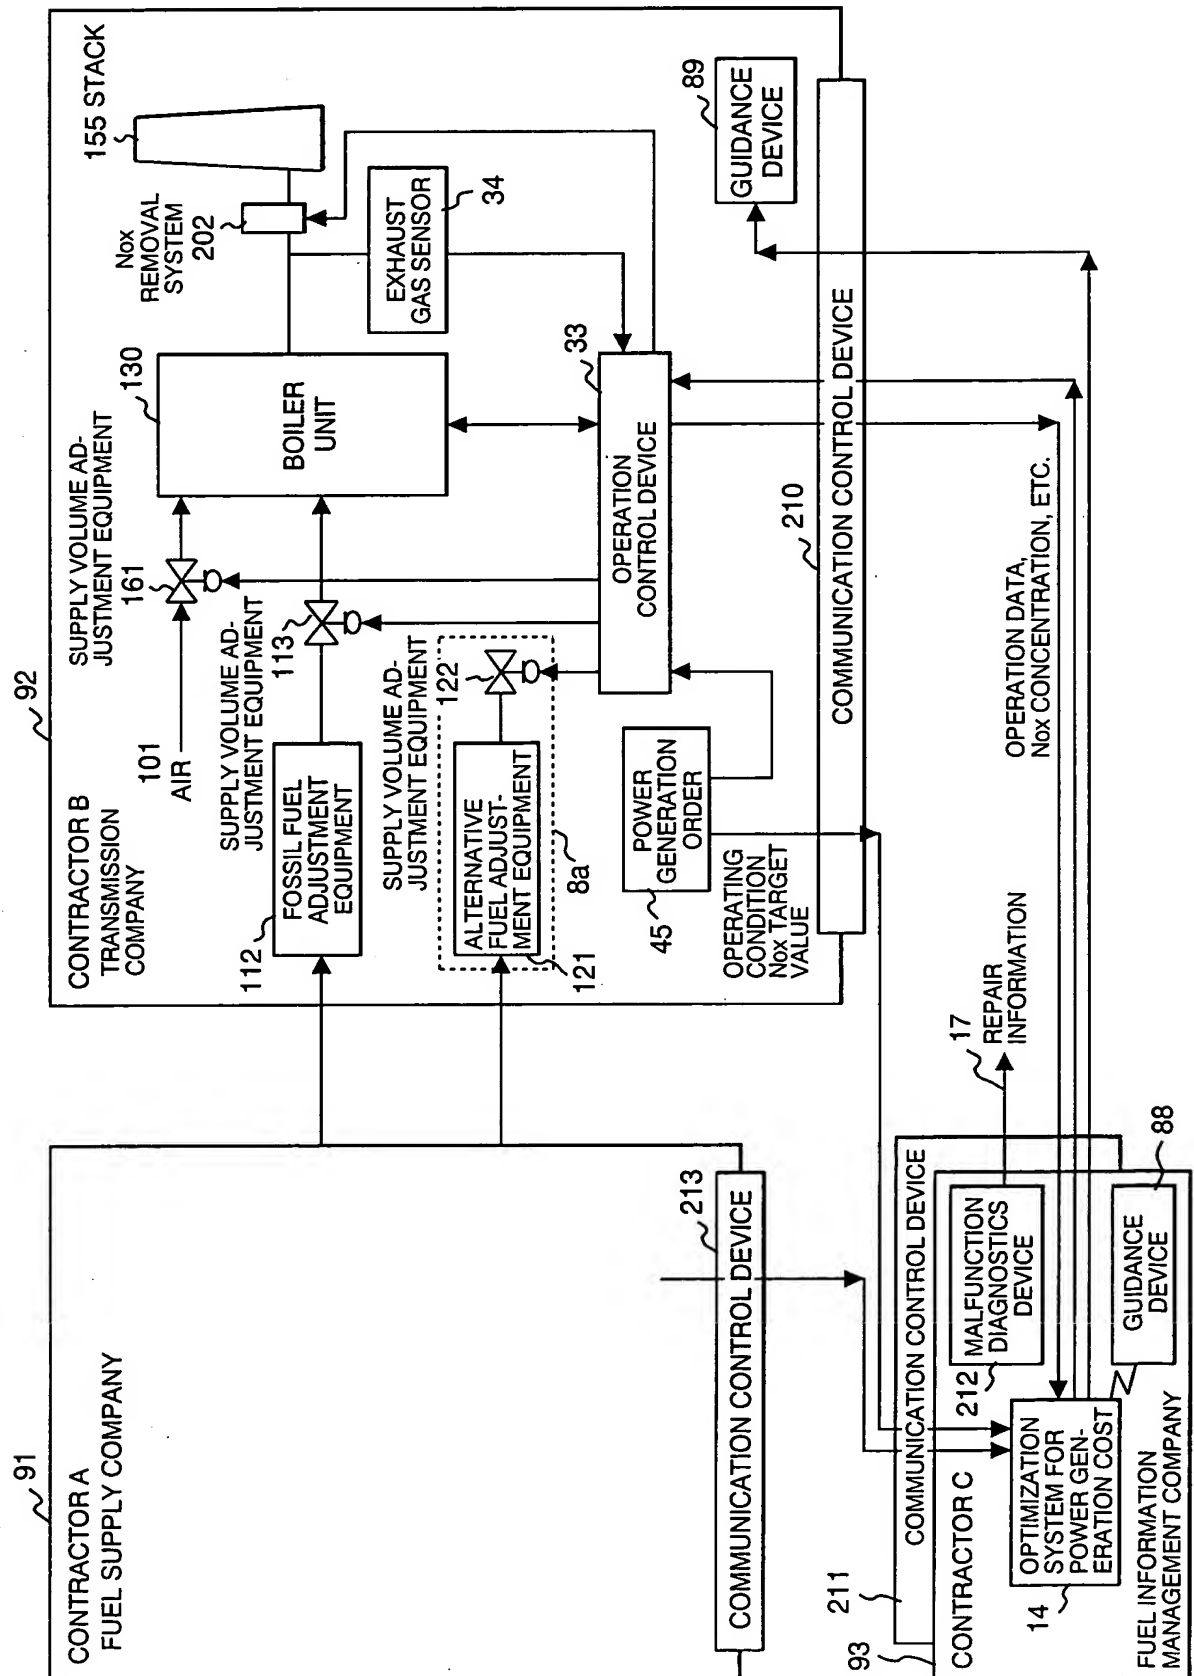 91
CONTRACTOR A
FUEL SUPPLY COMPANY
213
COMMUNICATION CONTROL DEVICE
92
CONTRACTOR B
TRANSMISSION
COMPANY
101
AIR
SUPPLY VOLUME AD-
JUSTMENT EQUIPMENT
161
SUPPLY VOLUME AD-
JUSTMENT EQUIPMENT
113
112
FOSSIL FUEL
ADJUSTMENT
EQUIPMENT
SUPPLY VOLUME AD-
JUSTMENT EQUIPMENT
122
ALTERNATIVE
FUEL ADJUST-
MENT EQUIPMENT
121
8a
130
BOILER
UNIT
NOx
REMOVAL
SYSTEM
202
155 STACK
EXHAUST
GAS SENSOR
34
33
OPERATION
CONTROL DEVICE
POWER
GENERATION
ORDER
45
OPERATING
CONDITION
NOx TARGET
VALUE
89
GUIDANCE
DEVICE
210
COMMUNICATION CONTROL DEVICE
OPERATION DATA,
NOx CONCENTRATION, ETC.
17
REPAIR
INFORMATION
211
COMMUNICATION CONTROL DEVICE
93
CONTRACTOR C
212
MALFUNCTION
DIAGNOSTICS
DEVICE
14
OPTIMIZATION
SYSTEM FOR
POWER GEN-
ERATION COST
88
GUIDANCE
DEVICE
FUEL INFORMATION
MANAGEMENT COMPANY